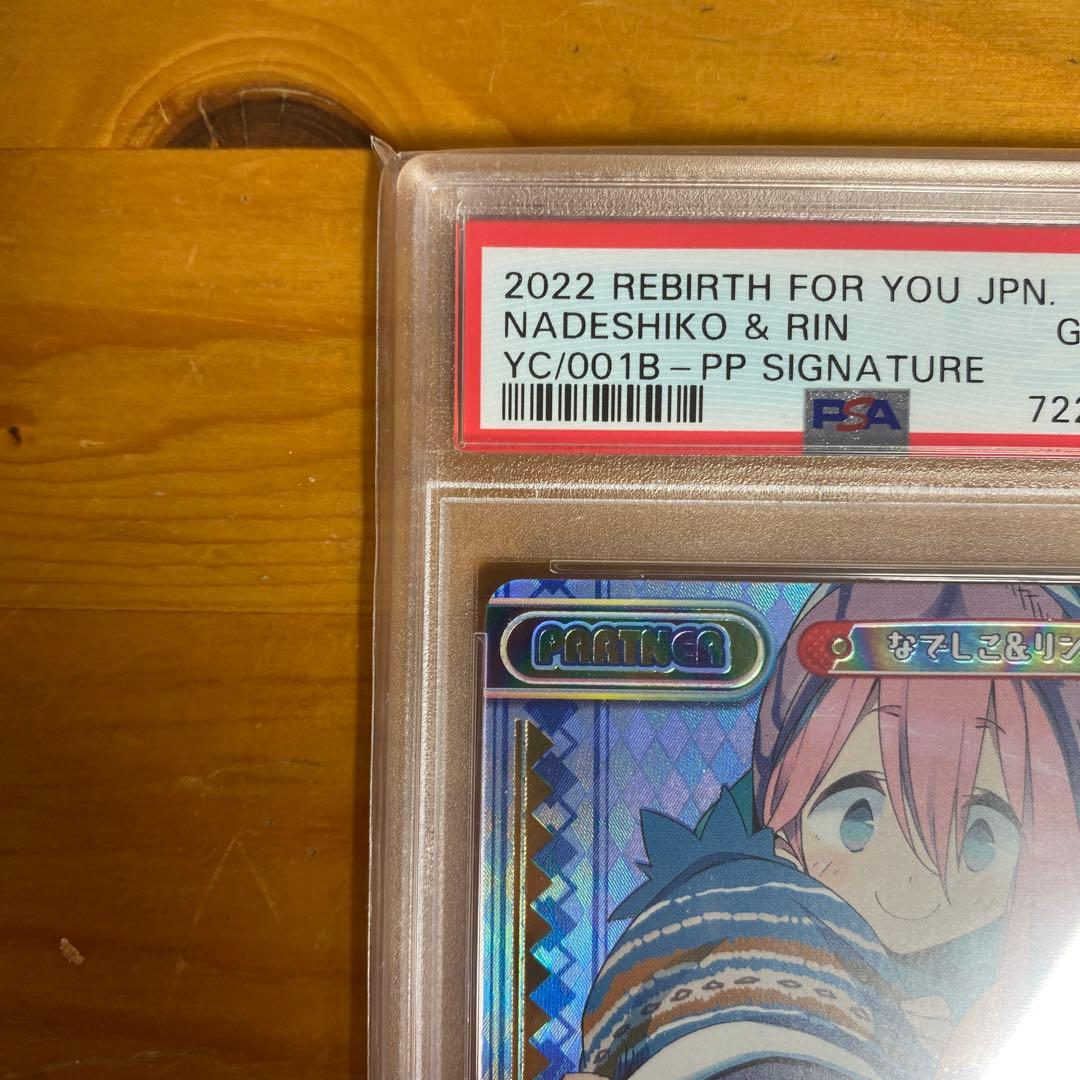 2022 REBIRTH FOR YOU JPN.
NADESHIKO & RIN G
YC/001B-PP SIGNATURE
PSA 722
PARTNER
なでしこ&リン